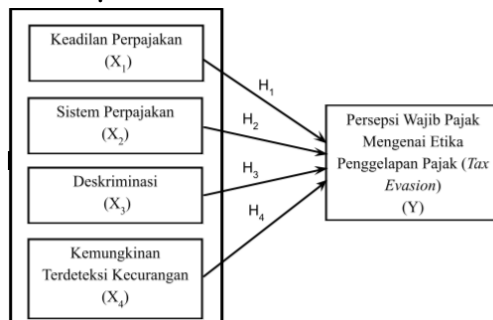 Keadilan Perpajakan
(X₁)
Sistem Perpajakan
(X₂)
Deskriminasi
(X₃)
Kemungkinan
Terdeteksi Kecurangan
(X₄)
H₁
H₂
H₃
H₄
Persepsi Wajib Pajak
Mengenai Etika
Penggelapan Pajak (Tax
Evasion)
(Y)